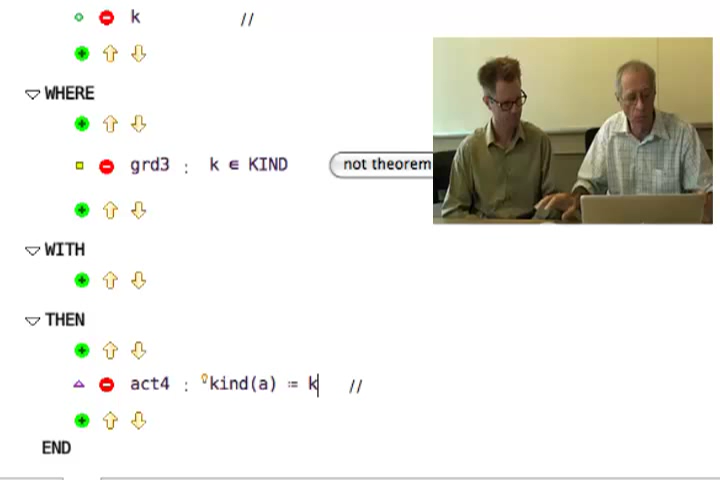 k //
WHERE
grd3 : k ∈ KIND not theorem
WITH
THEN
act4 : kind(a) ≔ k //
END